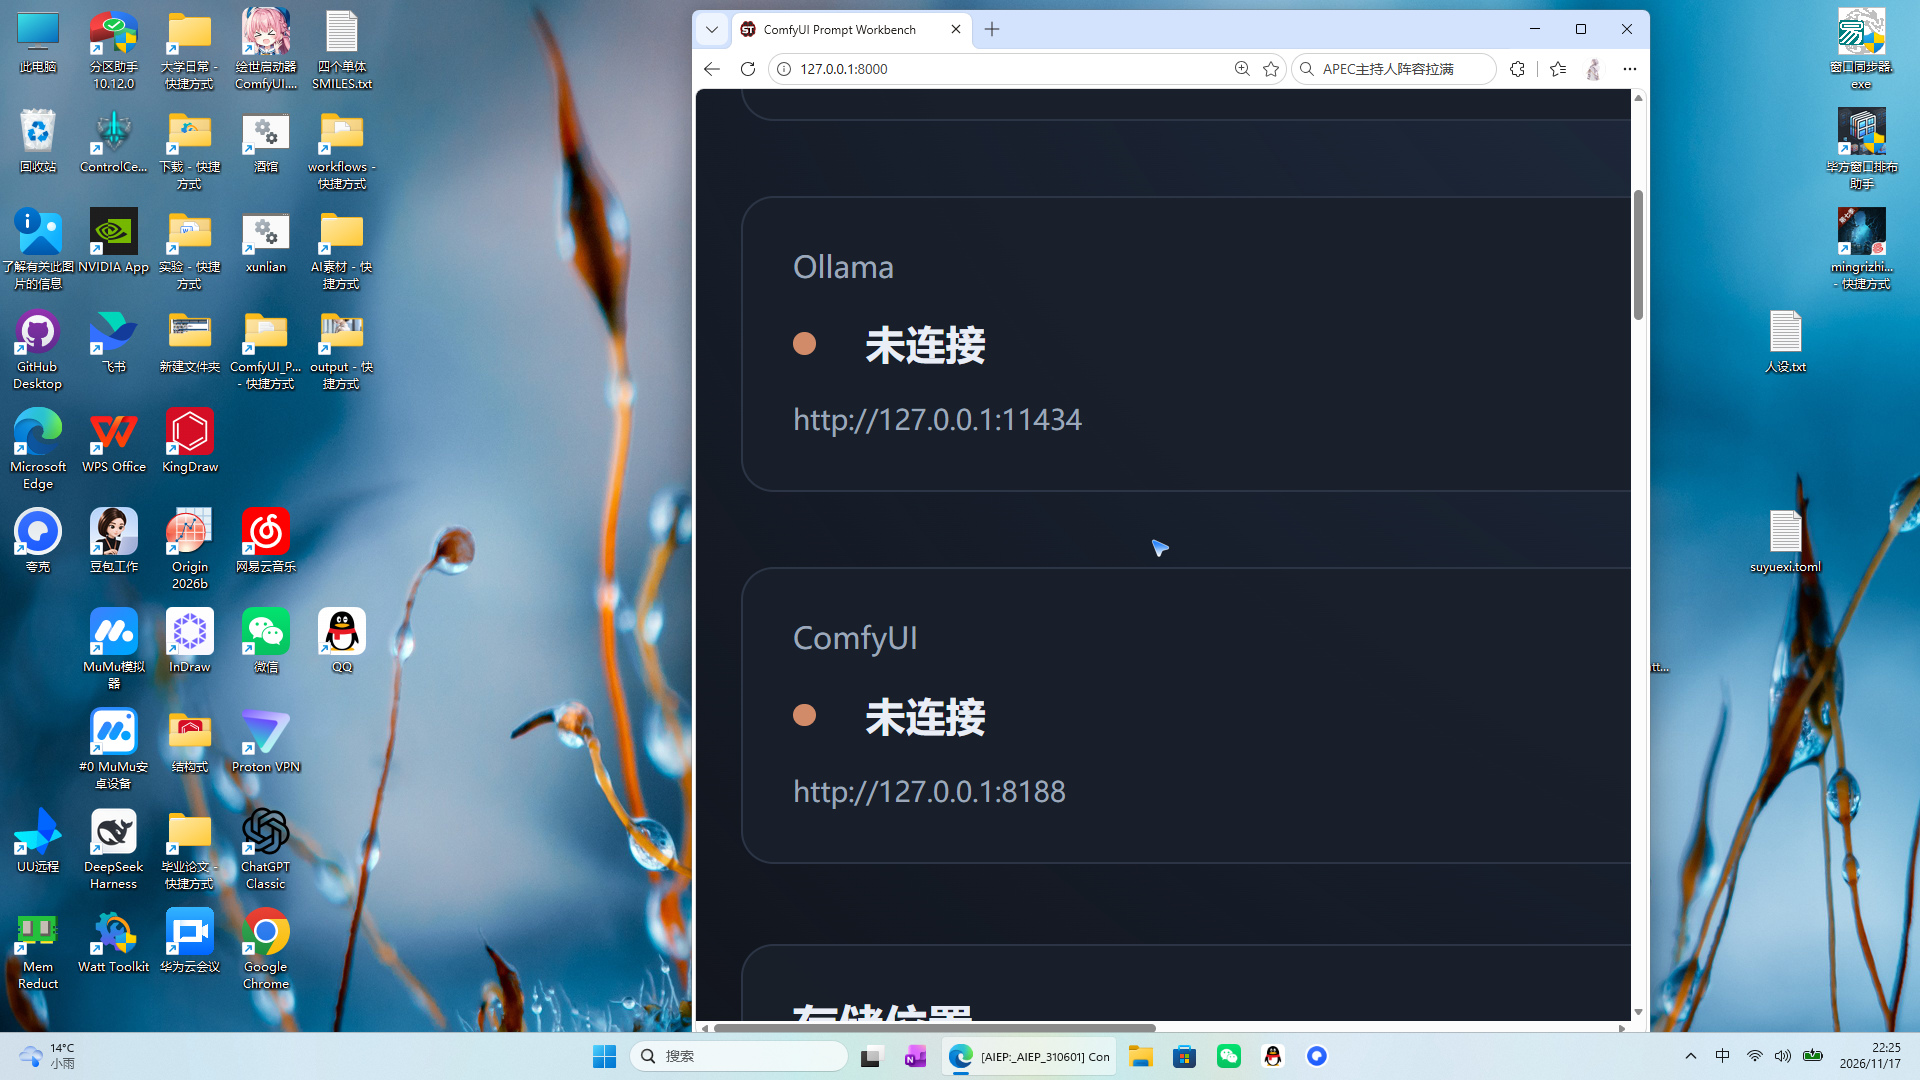 此电脑
分区助手
10.12.0
大学日常 -
快捷方式
绘世启动器
ComfyUI....
四个单体
SMILES.txt
回收站
ControlCe...
下载 - 快捷
方式
酒馆
workflows -
快捷方式
了解有关此图
片的信息
NVIDIA App
实验 - 快捷
方式
xunlian
AI素材 - 快
捷方式
GitHub
Desktop
飞书
新建文件夹
ComfyUI_P...
- 快捷方式
output - 快
捷方式
Microsoft
Edge
WPS Office
KingDraw
夸克
豆包工作
Origin
2026b
网易云音乐
MuMu模拟
器
InDraw
微信
QQ
#0 MuMu安
卓设备
结构式
Proton VPN
UU远程
DeepSeek
Harness
毕业论文 -
快捷方式
ChatGPT
Classic
Mem
Reduct
Watt Toolkit
华为云会议
Google
Chrome
ComfyUI Prompt Workbench
127.0.0.1:8000
APEC主持人阵容拉满
Ollama
未连接
http://127.0.0.1:11434
ComfyUI
未连接
http://127.0.0.1:8188
存储位置
窗口同步器.
exe
毕方窗口排布
助手
mingrizhi...
- 快捷方式
人设.txt
suyuexi.toml
tt...
14°C
小雨
搜索
[AIEP:_AIEP_310601] Con
中
22:25
2026/11/17